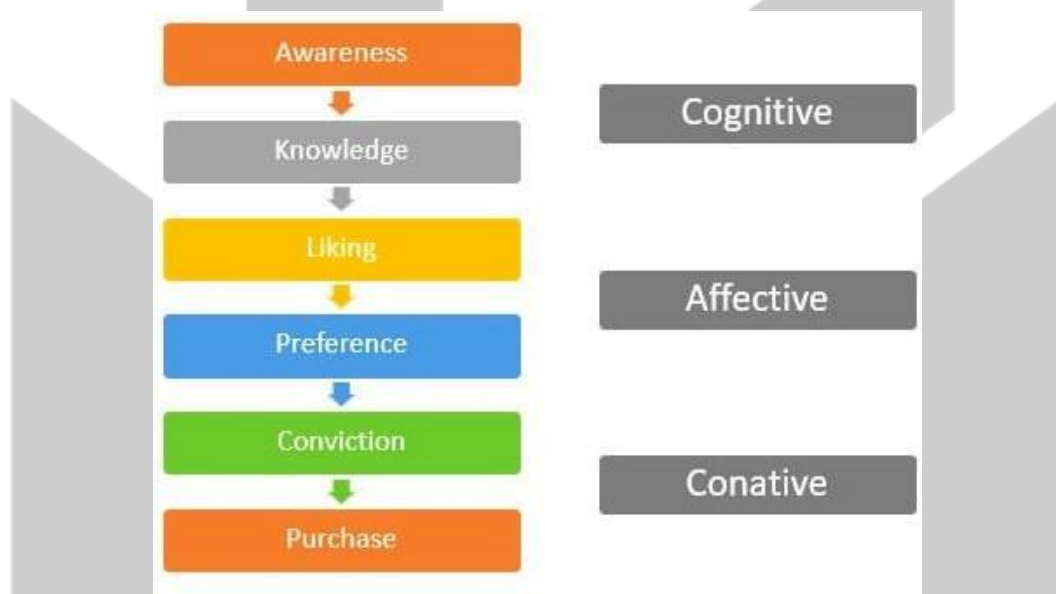 Awareness
Knowledge
Liking
Preference
Conviction
Purchase
Cognitive
Affective
Conative